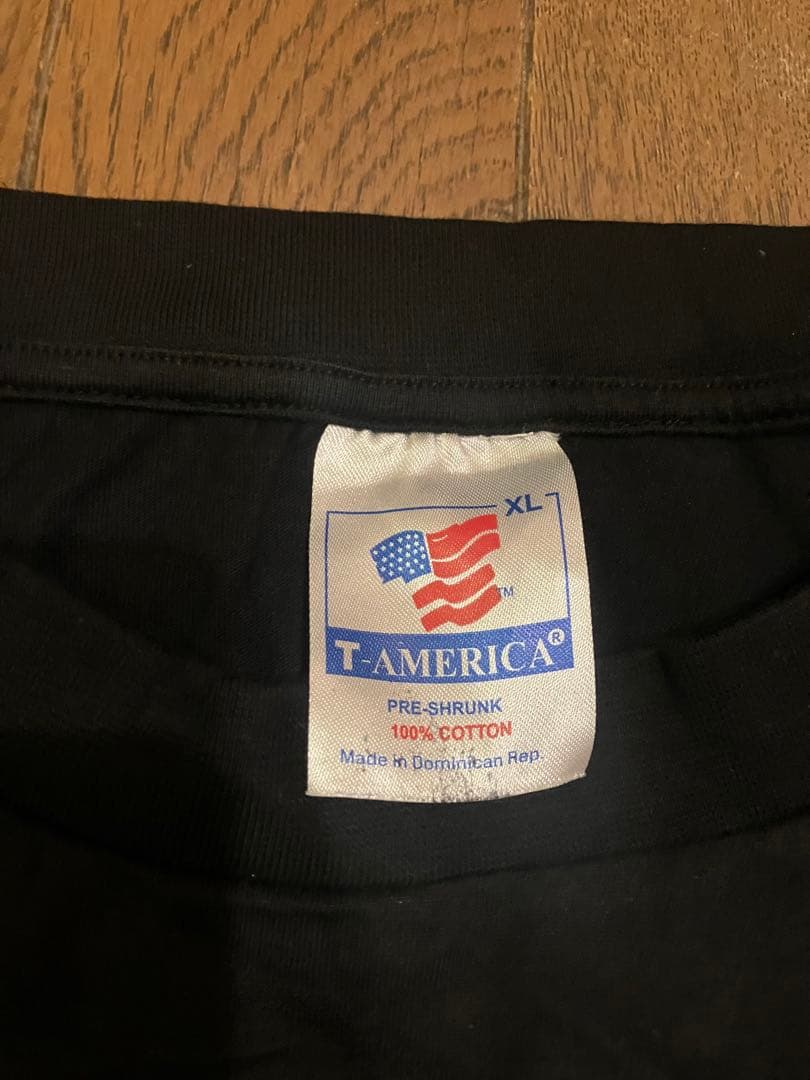 XL
TM
T-AMERICA®
PRE-SHRUNK
100% COTTON
Made in Dominican Rep.